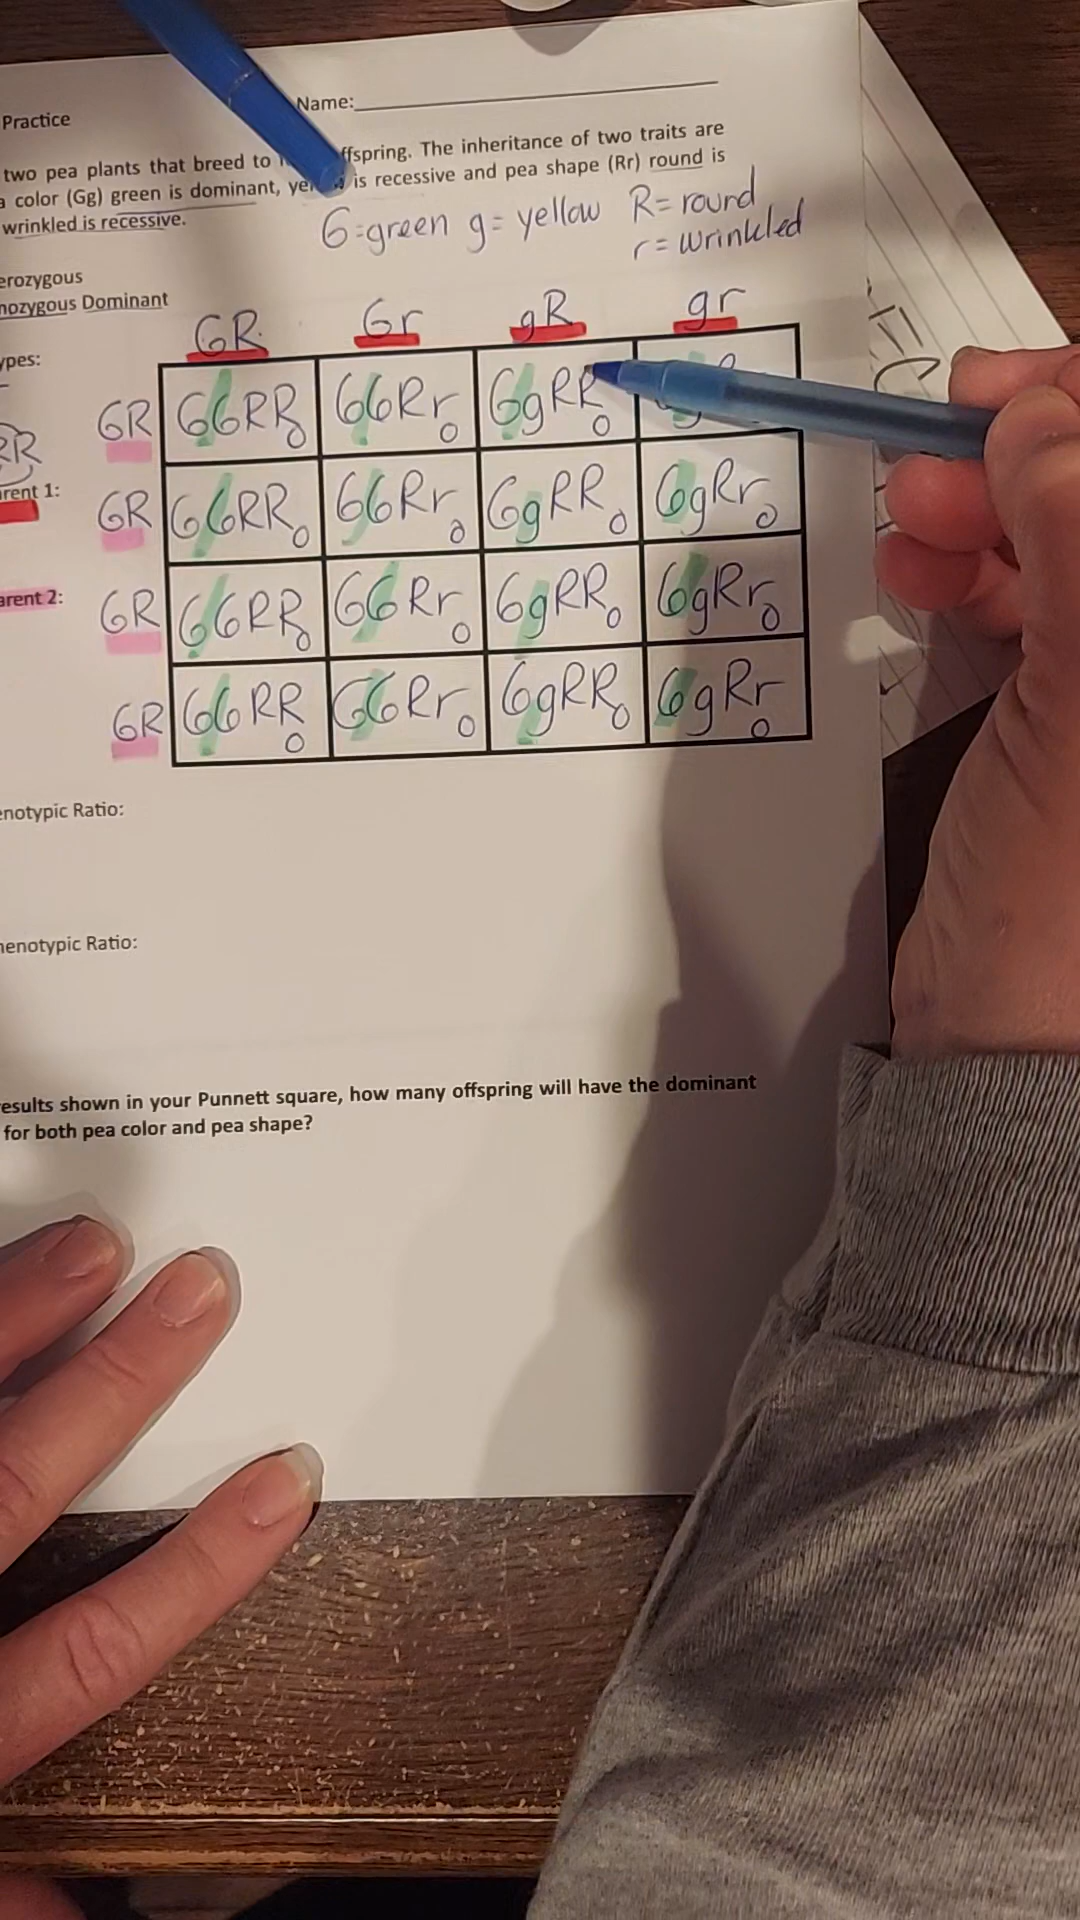 Practice
Name:
two pea plants that breed to ffspring. The inheritance of two traits are
a color (Gg) green is dominant, is recessive and pea shape (Rr) round is
wrinkled is recessive.
G=green g= yellow R= round
r= wrinkled
erozygous
mozygous Dominant
GR Gr gR gr
ypes:
GR GGRR GGRr GgRR
RR
rent 1:
GR GGRR GGRr GgRR GgRr
arent 2:
GR GGRR GGRr GgRR GgRr
GR GGRR GGRr GgRR GgRr
enotypic Ratio:
henotypic Ratio:
esults shown in your Punnett square, how many offspring will have the dominant
for both pea color and pea shape?